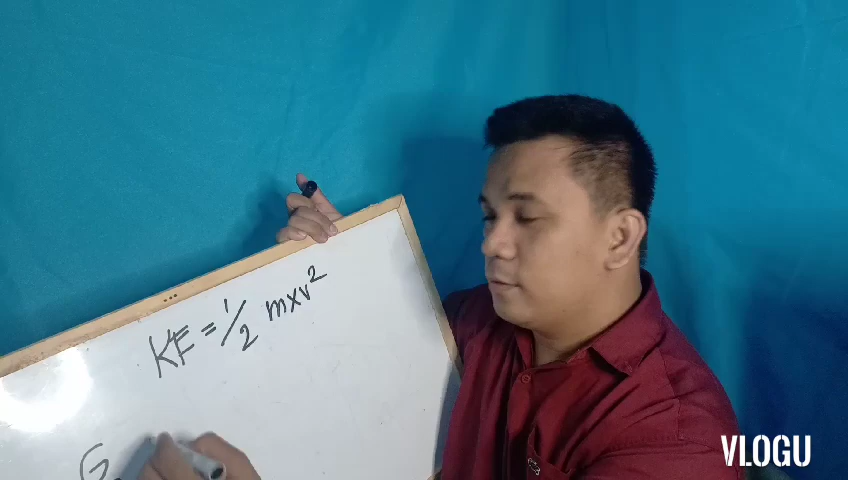 KE = 1/2 mxv²
G
VLOGU